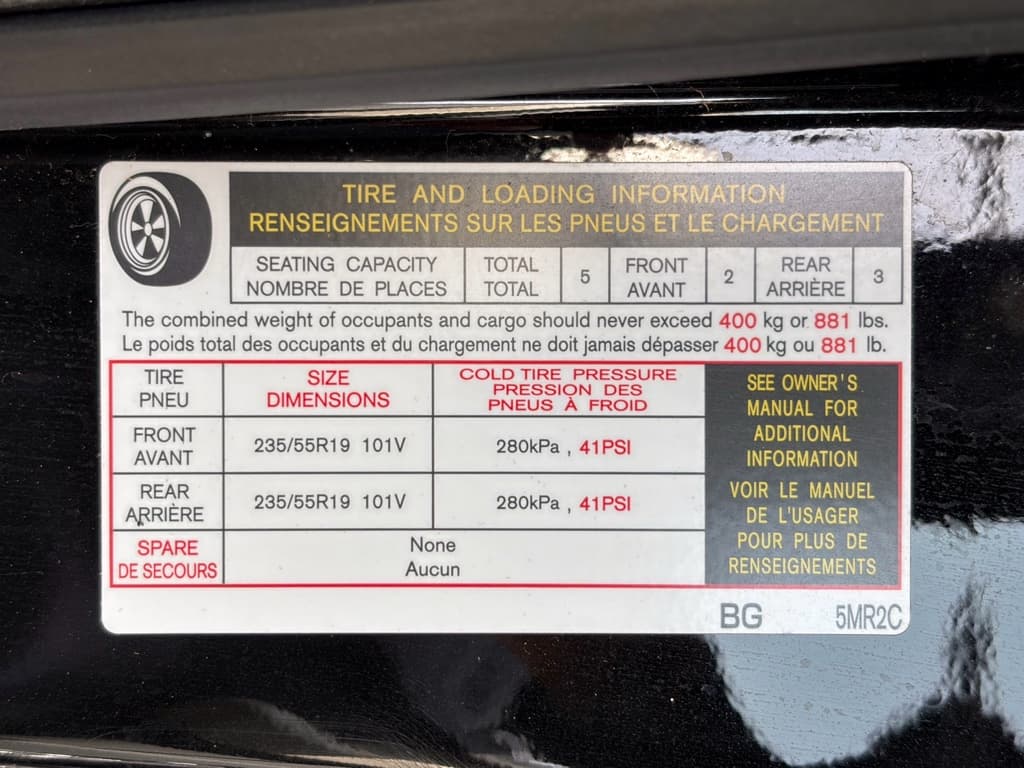 TIRE AND LOADING INFORMATION
RENSEIGNEMENTS SUR LES PNEUS ET LE CHARGEMENT
SEATING CAPACITY
NOMBRE DE PLACES
TOTAL
TOTAL
5
FRONT
AVANT
2
REAR
ARRIÈRE
3
The combined weight of occupants and cargo should never exceed 400 kg or 881 lbs.
Le poids total des occupants et du chargement ne doit jamais dépasser 400 kg ou 881 lb.
TIRE
PNEU
SIZE
DIMENSIONS
COLD TIRE PRESSURE
PRESSION DES
PNEUS À FROID
FRONT
AVANT
235/55R19 101V
280kPa , 41PSI
REAR
ARRIÈRE
235/55R19 101V
280kPa , 41PSI
SPARE
DE SECOURS
None
Aucun
SEE OWNER'S
MANUAL FOR
ADDITIONAL
INFORMATION
VOIR LE MANUEL
DE L'USAGER
POUR PLUS DE
RENSEIGNEMENTS
BG
5MR2C